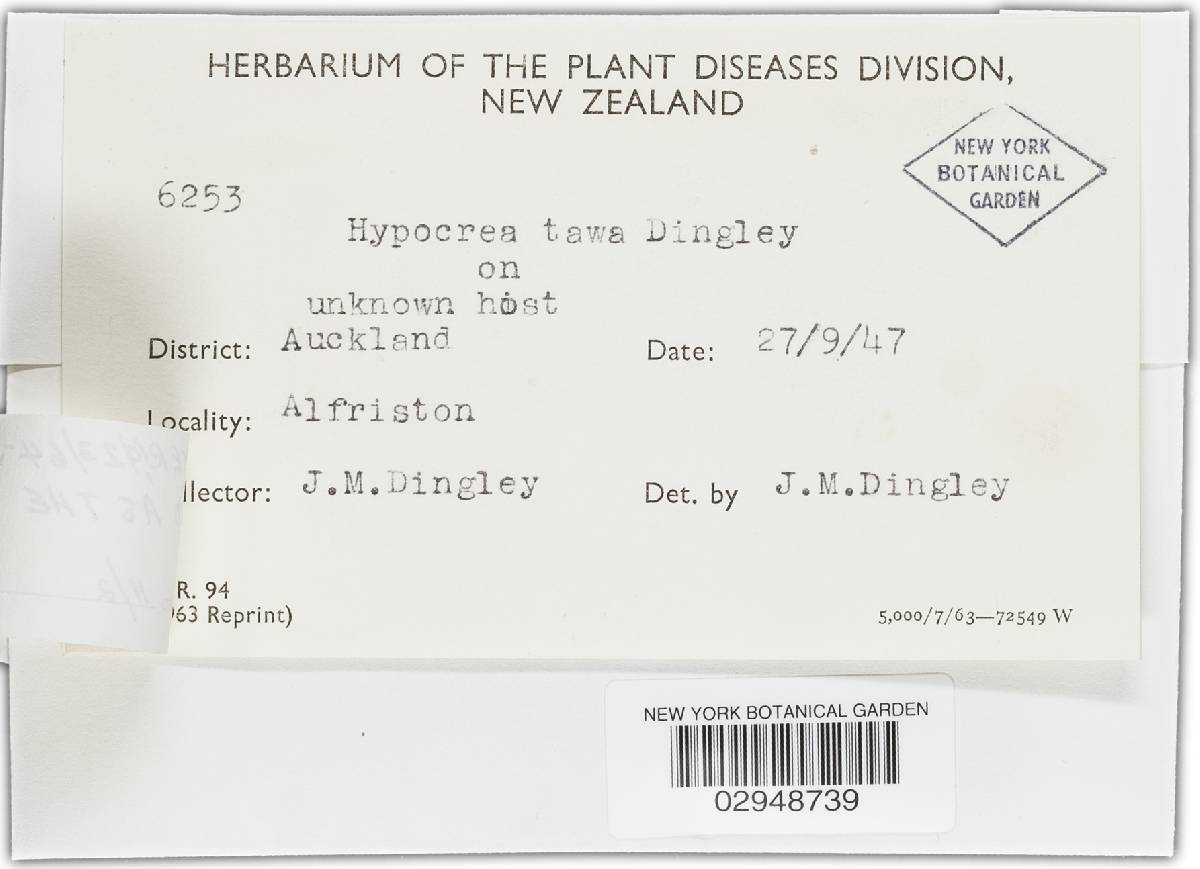 HERBARIUM OF THE PLANT DISEASES DIVISION,
NEW ZEALAND
NEW YORK
BOTANICAL
GARDEN
6253
Hypocrea tawa Dingley
on
unknown host
District: Auckland Date: 27/9/47
Locality: Alfriston
llector: J.M.Dingley Det. by J.M.Dingley
R. 94
63 Reprint)
5,000/7/63—72549 W
NEW YORK BOTANICAL GARDEN
02948739